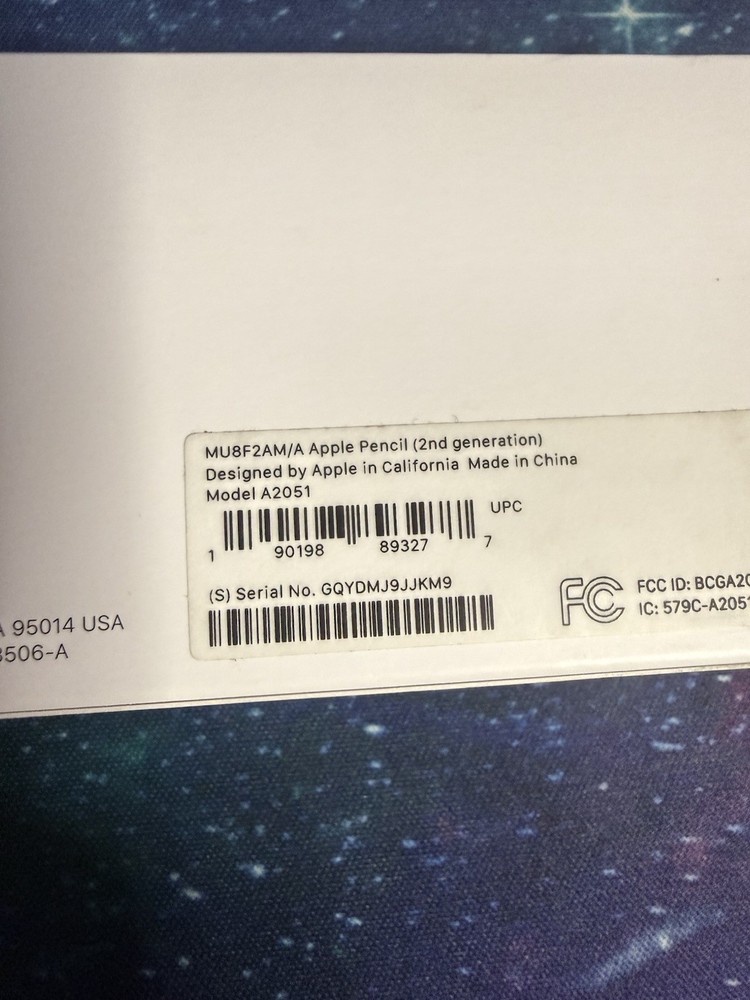 MU8F2AM/A Apple Pencil (2nd generation)
Designed by Apple in California Made in China
Model A2051
UPC
1 90198 89327 7
(S) Serial No. GQYDMJ9JJKM9
FC
FCC ID: BCGA20
IC: 579C-A2051
A 95014 USA
3506-A